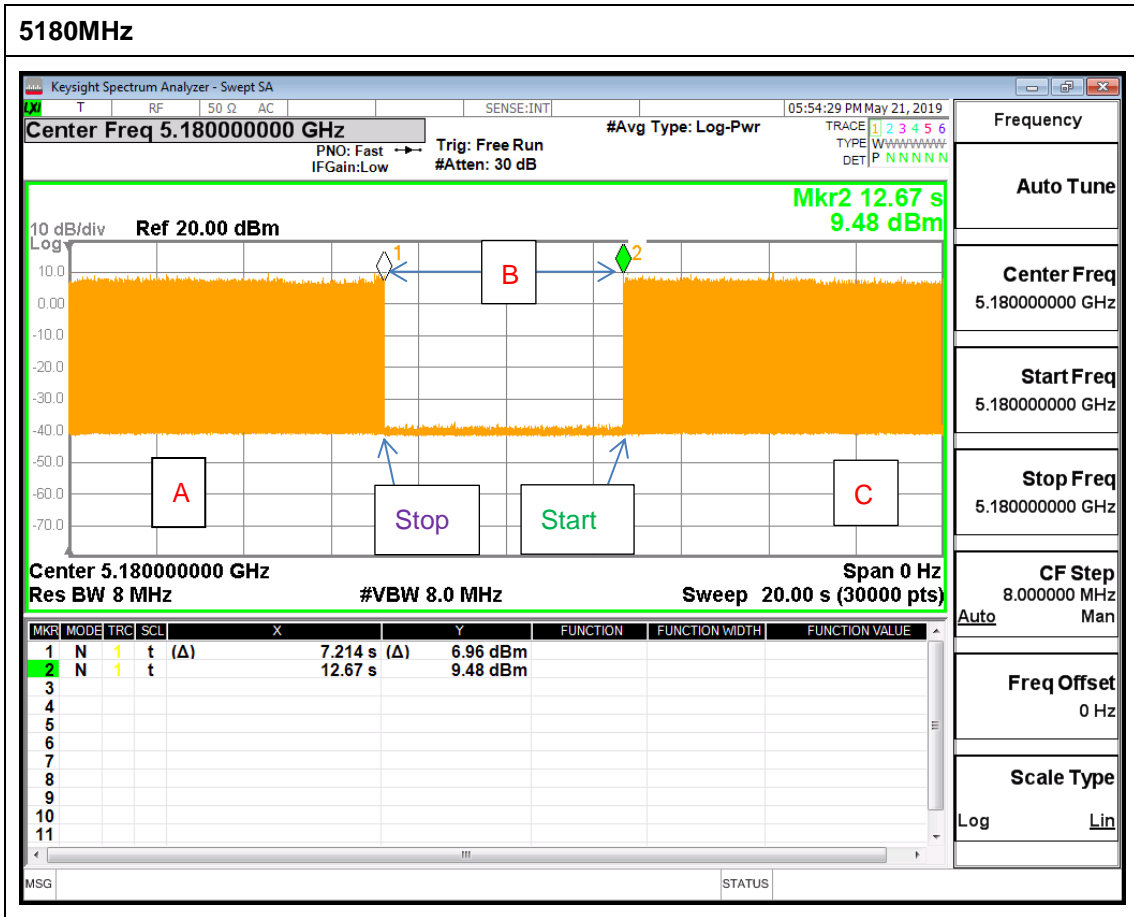 5180MHz
Keysight Spectrum Analyzer - Swept SA
LXI T RF 50 Ω AC SENSE:INT 05:54:29 PM May 21, 2019
Center Freq 5.180000000 GHz
#Avg Type: Log-Pwr
PNO: Fast
IFGain:Low
Trig: Free Run
#Atten: 30 dB
TRACE 1 2 3 4 5 6
TYPE WWWWWWW
DET P N N N N N
Mkr2 12.67 s
9.48 dBm
10 dB/div Ref 20.00 dBm
Log
1
2
B
10.0
0.00
-10.0
-20.0
-30.0
-40.0
-50.0
-60.0
-70.0
A
Stop
Start
C
Center 5.180000000 GHz Span 0 Hz
Res BW 8 MHz #VBW 8.0 MHz Sweep 20.00 s (30000 pts)
MKR MODE TRC SCL X Y FUNCTION FUNCTION WIDTH FUNCTION VALUE
1 N 1 t (Δ) 7.214 s (Δ) 6.96 dBm
2 N 1 t 12.67 s 9.48 dBm
3
4
5
6
7
8
9
10
11
MSG STATUS
Frequency
Auto Tune
Center Freq
5.180000000 GHz
Start Freq
5.180000000 GHz
Stop Freq
5.180000000 GHz
CF Step
8.000000 MHz
Auto Man
Freq Offset
0 Hz
Scale Type
Log Lin